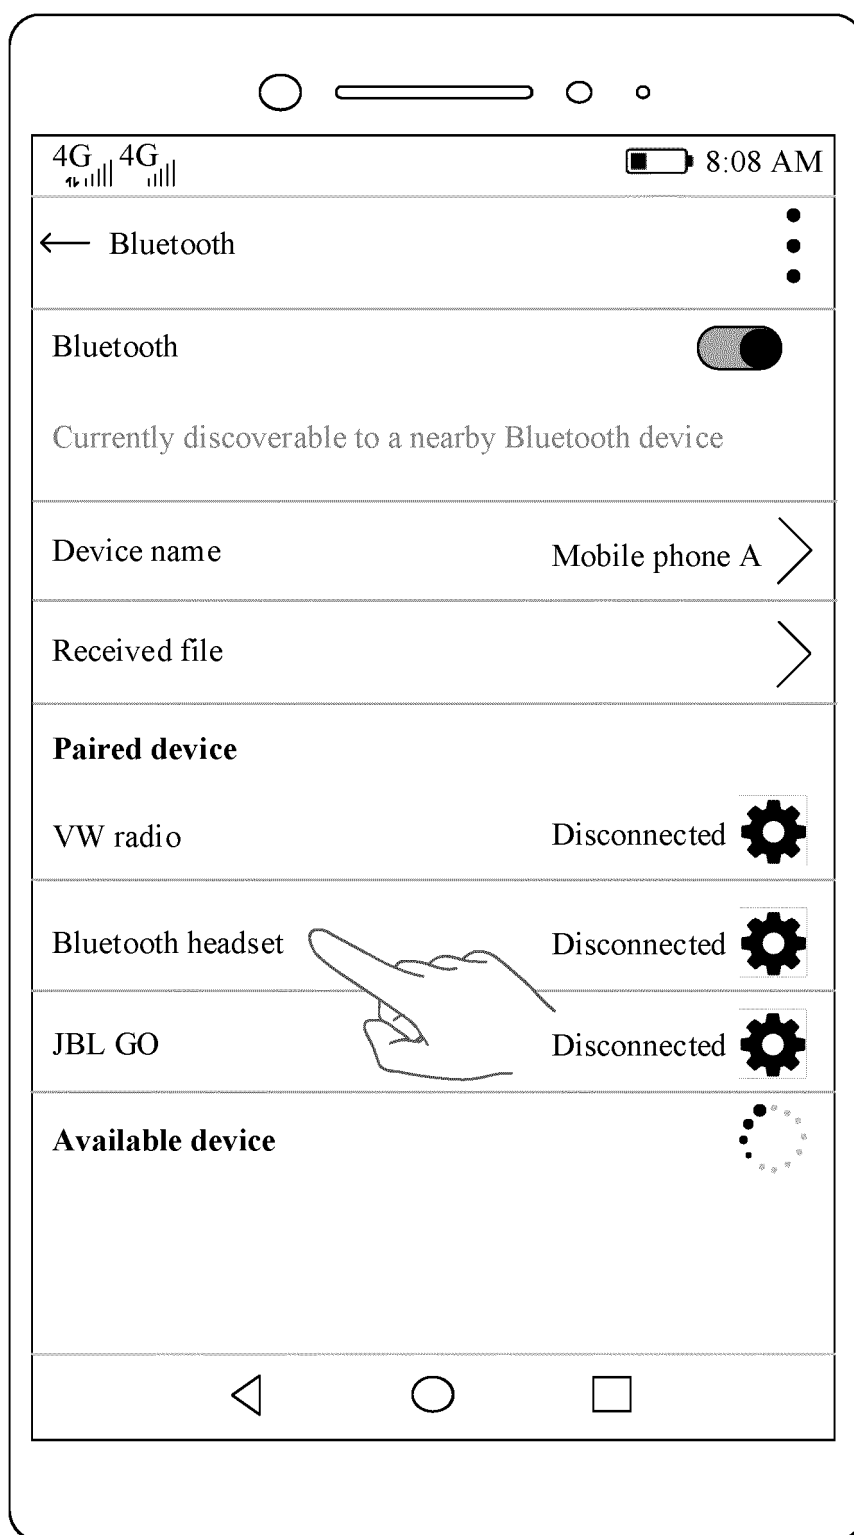 4G 4G 8:08 AM
Bluetooth
Bluetooth
Currently discoverable to a nearby Bluetooth device
Device name Mobile phone A
Received file
Paired device
VW radio Disconnected
Bluetooth headset Disconnected
JBL GO Disconnected
Available device